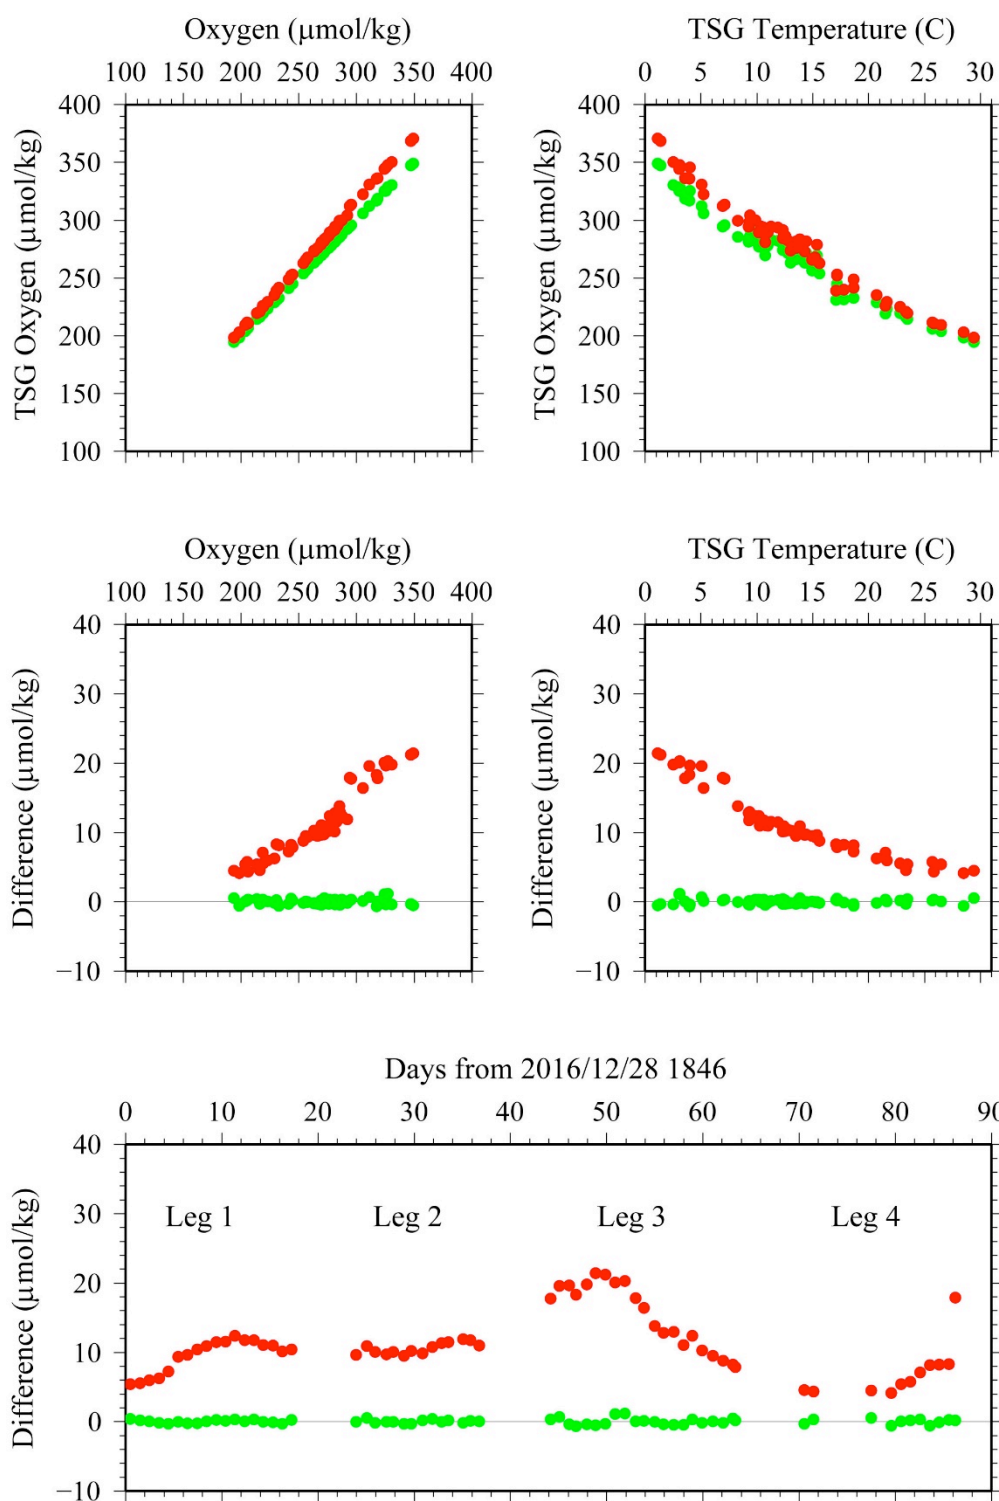 Oxygen (μmol/kg) TSG Temperature (C)
100 150 200 250 300 350 400 0 5 10 15 20 25 30
400 400
350 350
300 300
250 250
200 200
150 150
100 100
TSG Oxygen (μmol/kg) TSG Oxygen (μmol/kg)
Oxygen (μmol/kg) TSG Temperature (C)
100 150 200 250 300 350 400 0 5 10 15 20 25 30
40 40
30 30
20 20
10 10
0 0
−10 −10
Difference (μmol/kg) Difference (μmol/kg)
Days from 2016/12/28 1846
0 10 20 30 40 50 60 70 80 90
40
30
Leg 1 Leg 2 Leg 3 Leg 4
20
10
0
−10
Difference (μmol/kg)